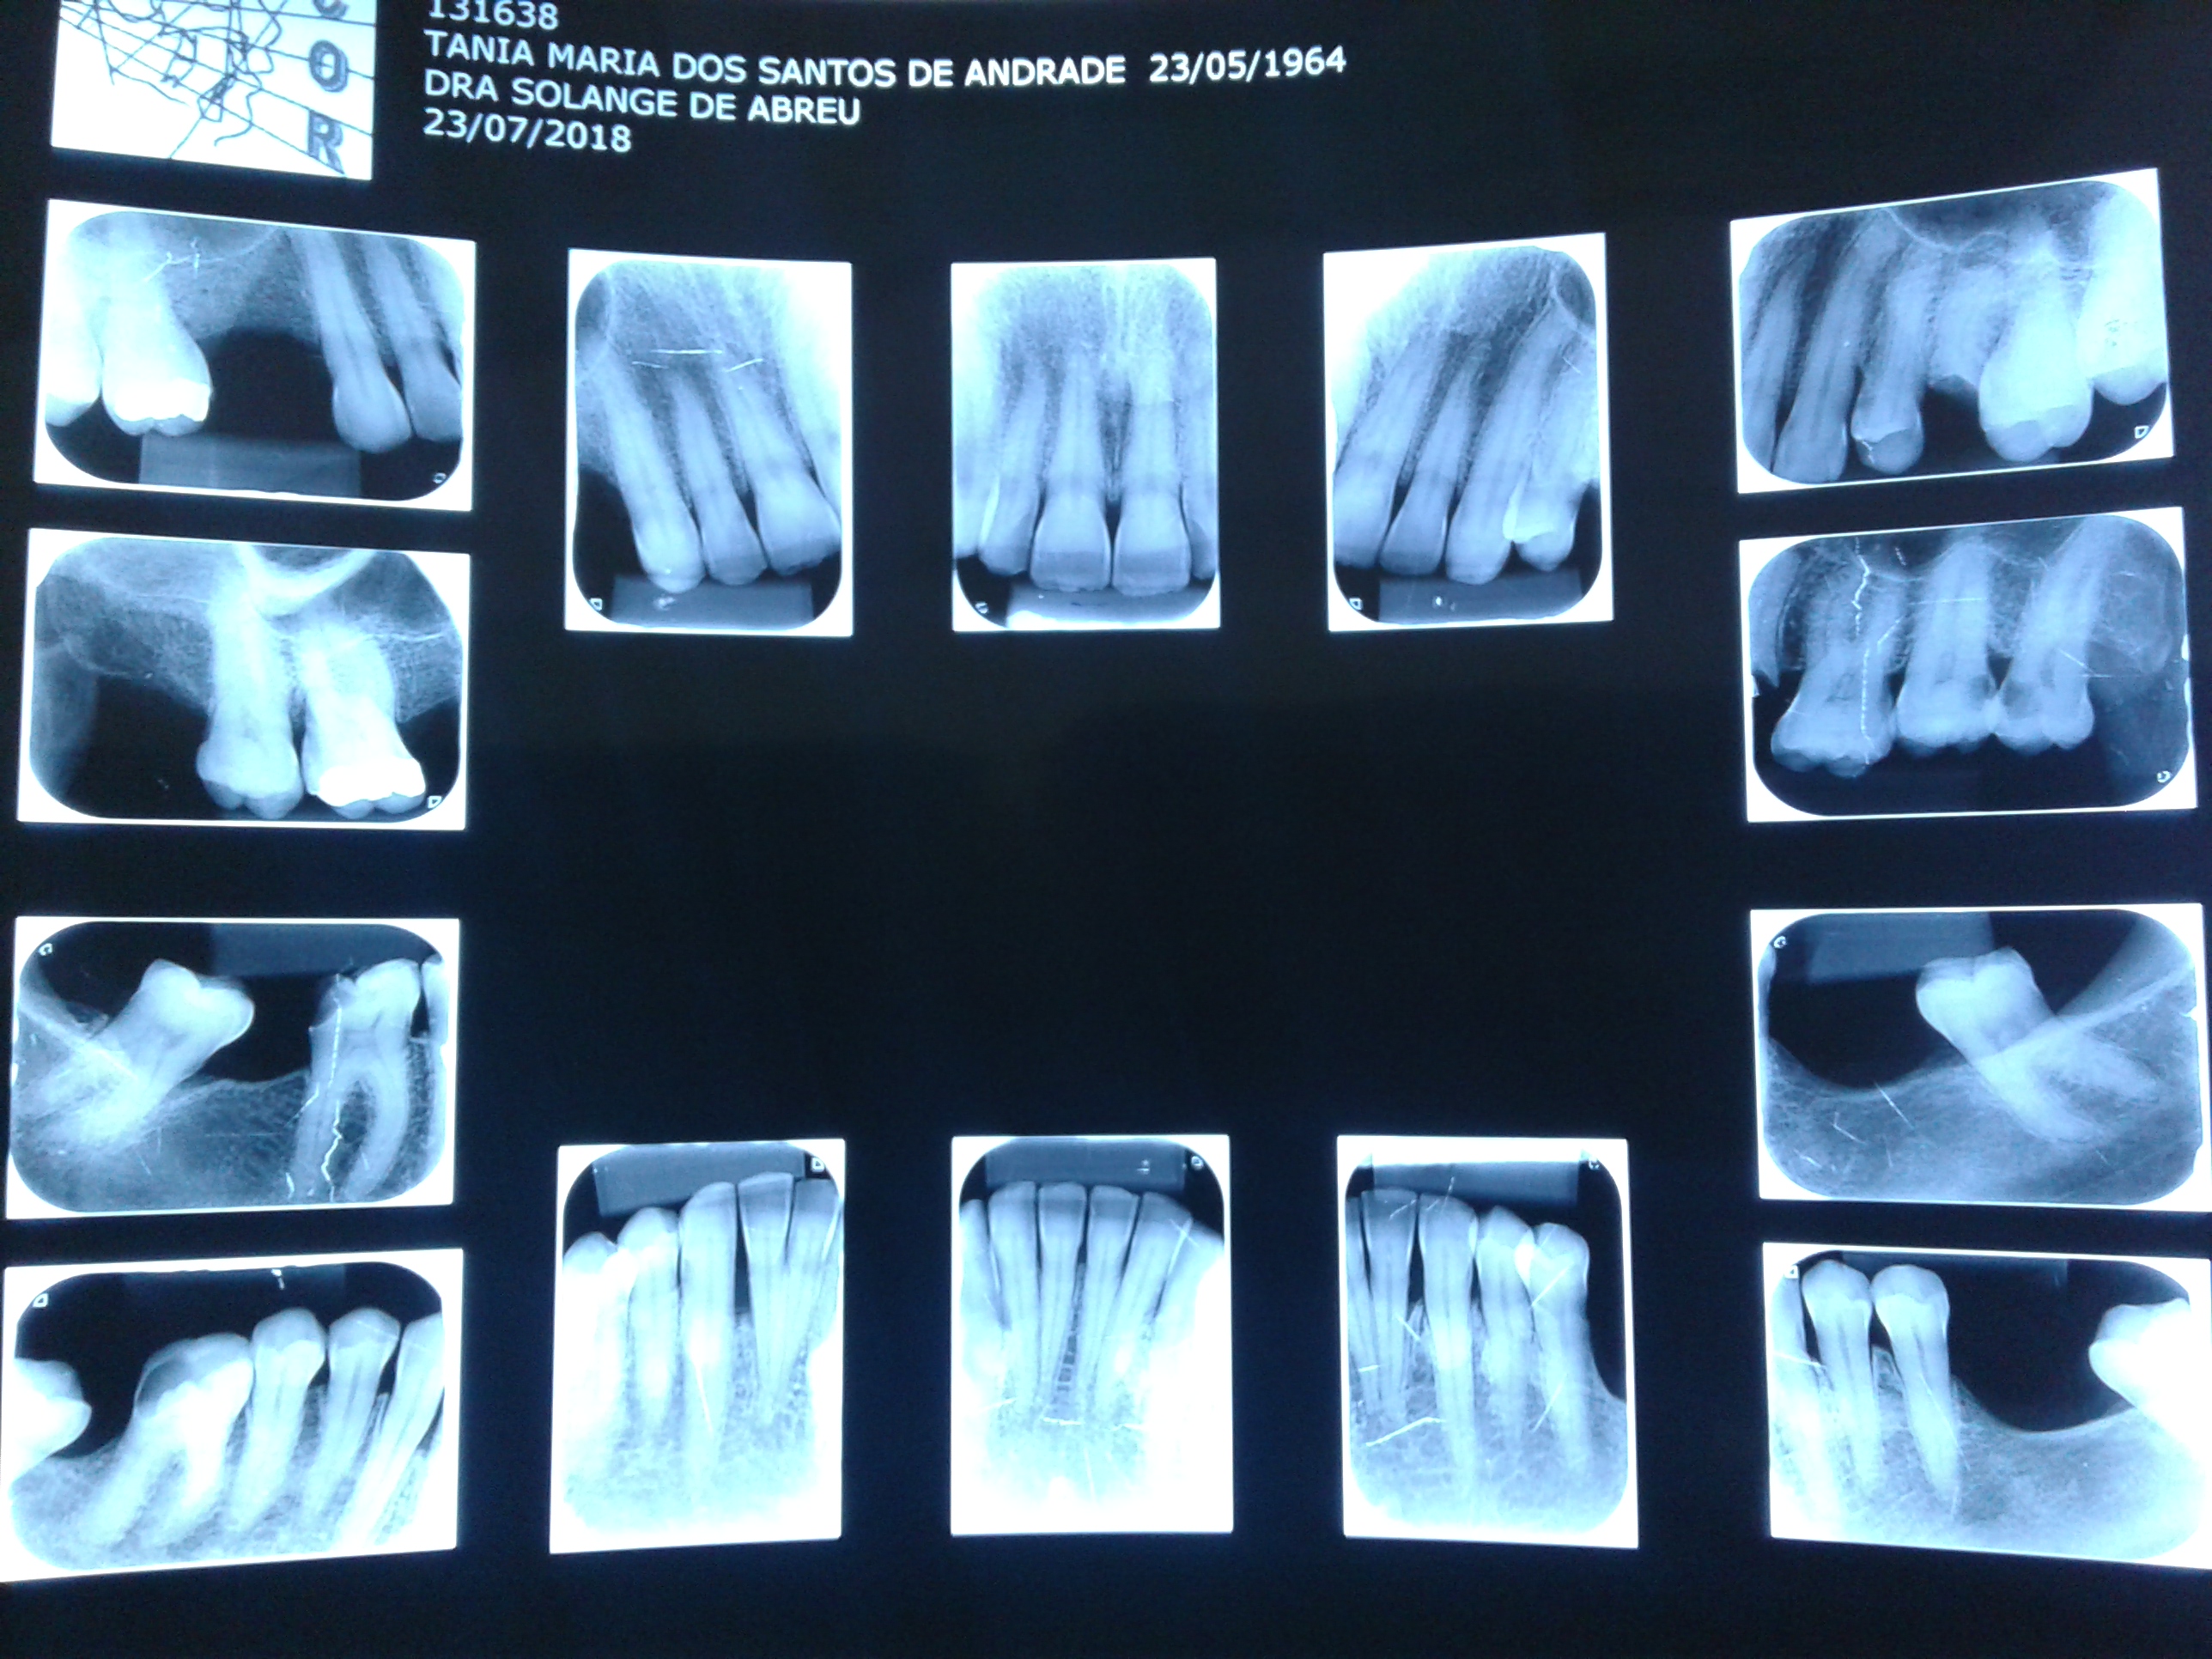 R
O
131638
TANIA MARIA DOS SANTOS DE ANDRADE 23/05/1964
DRA SOLANGE DE ABREU
23/07/2018